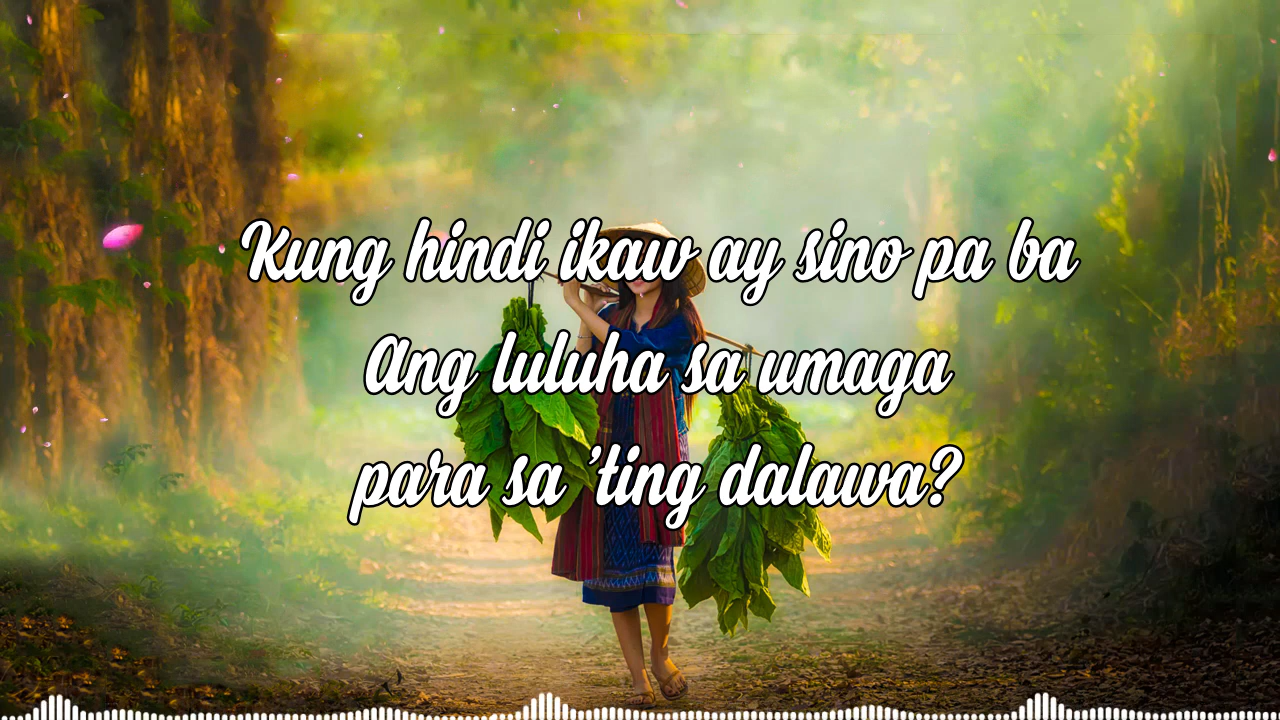 Kung hindi ikaw ay sino pa ba
Ang luluha sa umaga
para sa 'ting dalawa?